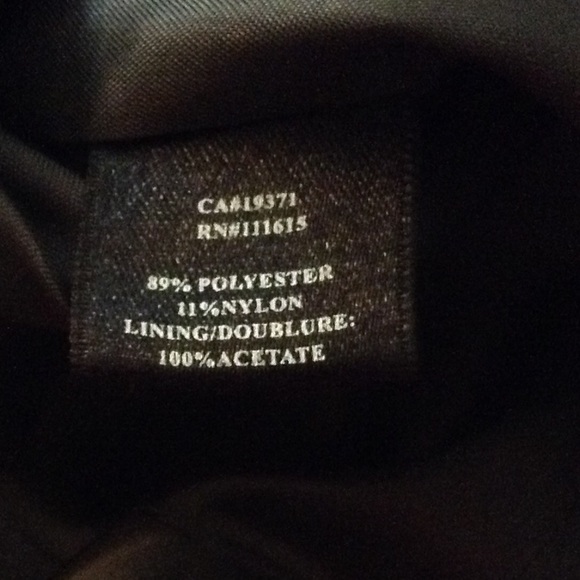 CA#19371
RN#111615
89% POLYESTER
11%NYLON
LINING/DOUBLURE:
100%ACETATE